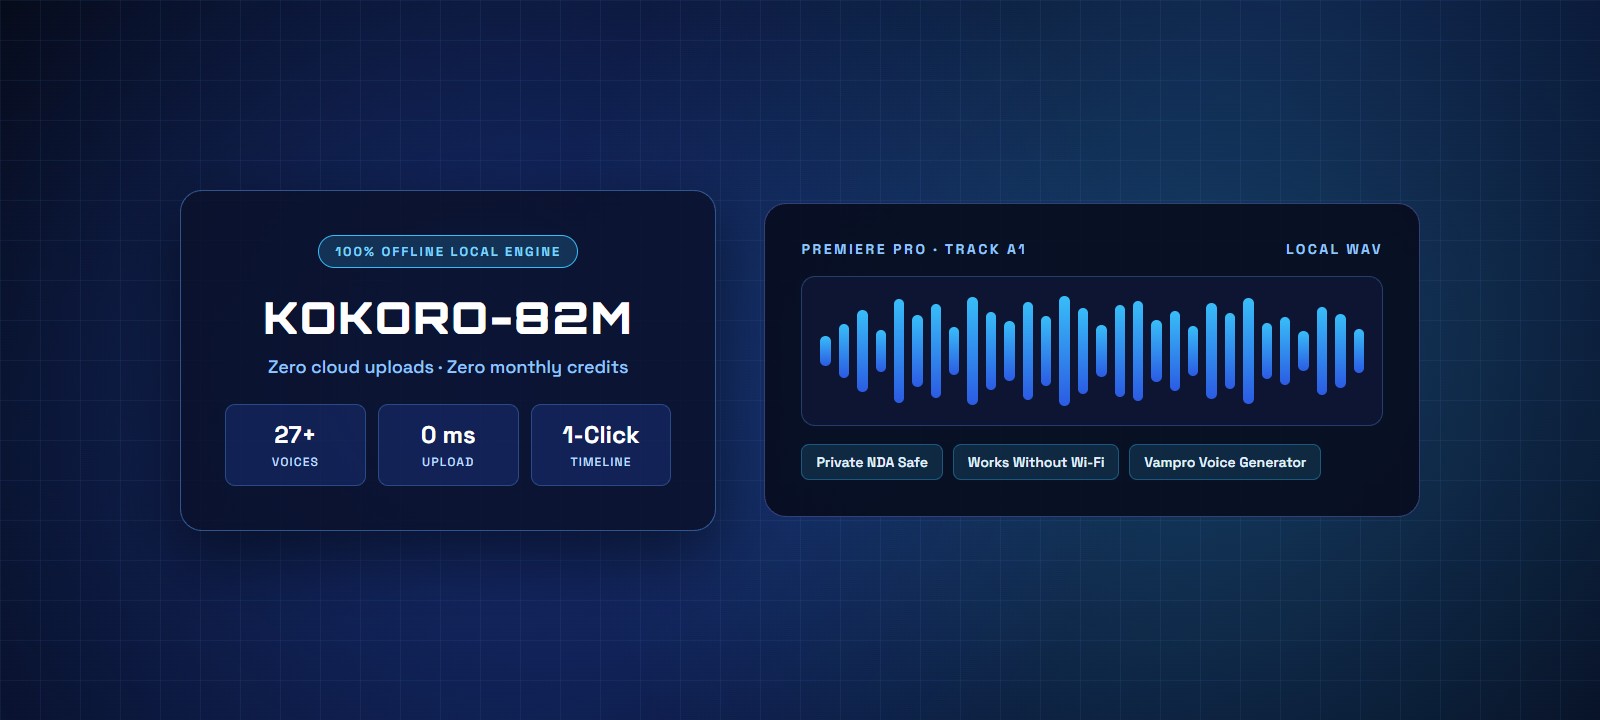 100% OFFLINE LOCAL ENGINE
KOKORO-82M
Zero cloud uploads · Zero monthly credits
27+
VOICES
0 ms
UPLOAD
1-Click
TIMELINE
PREMIERE PRO · TRACK A1
LOCAL WAV
Private NDA Safe
Works Without Wi-Fi
Vampro Voice Generator